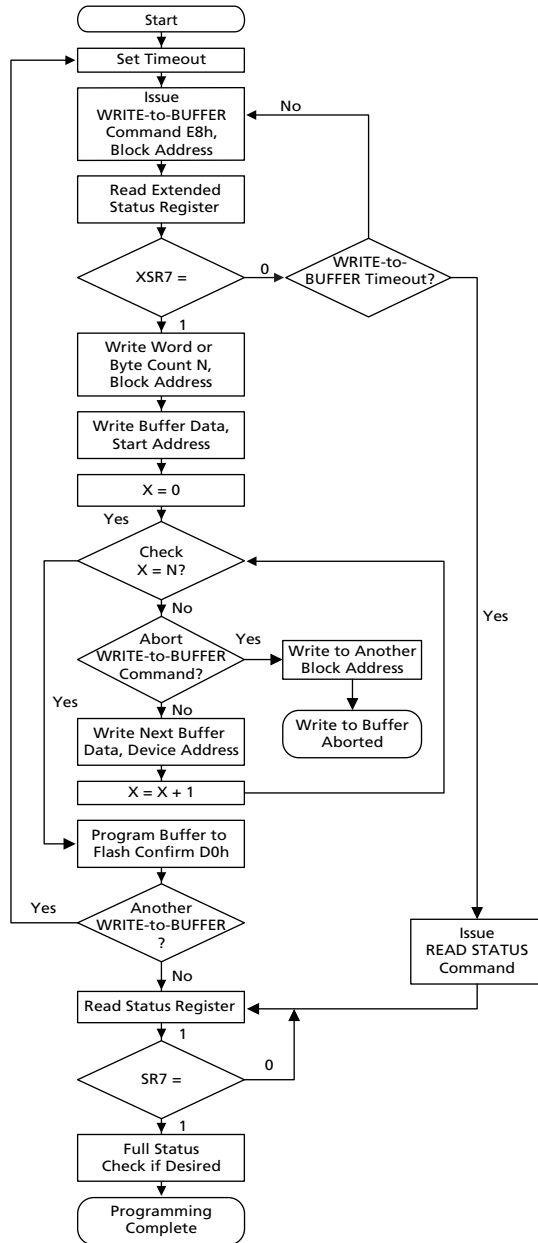 Start
Set Timeout
Issue
WRITE-to-BUFFER
Command E8h,
Block Address
No
Read Extended
Status Register
XSR7 =
0
WRITE-to-
BUFFER Timeout?
1
Write Word or
Byte Count N,
Block Address
Write Buffer Data,
Start Address
X = 0
Yes
Check
X = N?
No
Yes
Abort
WRITE-to-BUFFER
Command?
Yes
Write to Another
Block Address
Yes
No
Write to Buffer
Aborted
Write Next Buffer
Data, Device Address
X = X + 1
Program Buffer to
Flash Confirm D0h
Yes
Another
WRITE-to-BUFFER
?
Issue
READ STATUS
Command
No
Read Status Register
1
SR7 =
0
1
Full Status
Check if Desired
Programming
Complete